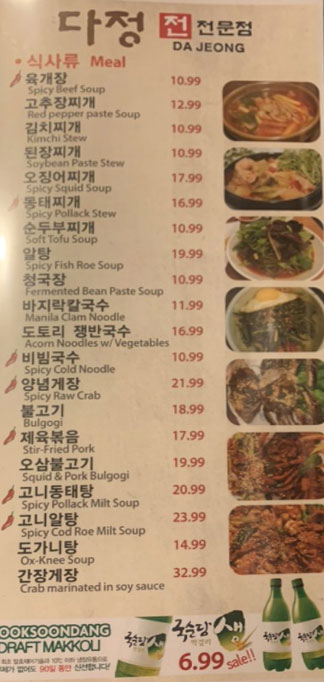 다정 전 전문점
DA JEONG
식사류 Meal
육개장 10.99
Spicy Beef Soup
고추장찌개 12.99
Red pepper paste Soup
김치찌개 10.99
Kimchi Stew
된장찌개 10.99
Soybean Paste Stew
오징어찌개 17.99
Spicy Squid Soup
동태찌개 16.99
Spicy Pollack Stew
순두부찌개 10.99
Soft Tofu Soup
알탕 19.99
Spicy Fish Roe Soup
청국장 10.99
Fermented Bean Paste Soup
바지락칼국수 11.99
Manila Clam Noodle
도토리 쟁반국수 16.99
Acorn Noodles w/ Vegetables
비빔국수 10.99
Spicy Cold Noodle
양념게장 21.99
Spicy Raw Crab
불고기 18.99
Bulgogi
제육볶음 17.99
Stir-Fried Pork
오삼불고기 19.99
Squid & Pork Bulgogi
고니동태탕 20.99
Spicy Pollack Milt Soup
고니알탕 23.99
Spicy Cod Roe Milt Soup
도가니탕 14.99
Ox-Knee Soup
간장게장 32.99
Crab marinated in soy sauce
OOKSOONDANG
DRAFT MAKKOLI
90일 동안 신선합니다!
국순당 생
막걸리
6.99 sale!!